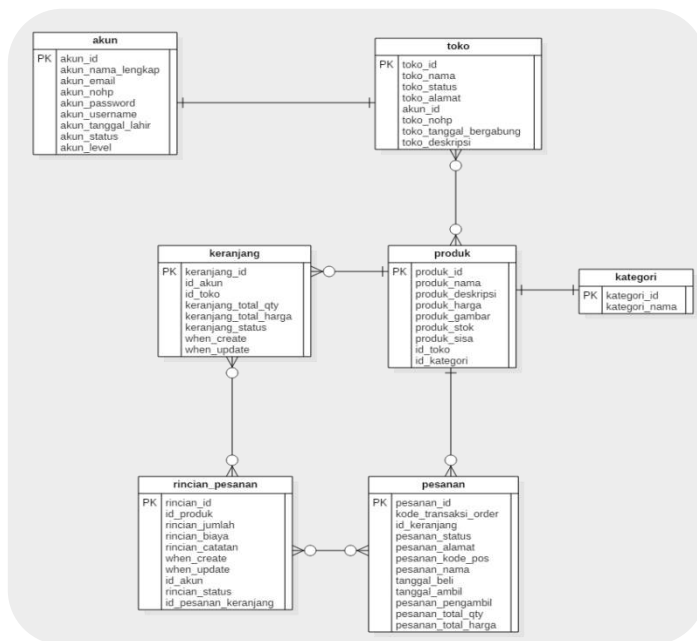 akun
PK akun_id
akun_nama_lengkap
akun_email
akun_nohp
akun_password
akun_username
akun_tanggal_lahir
akun_status
akun_level
toko
PK toko_id
toko_nama
toko_status
toko_alamat
akun_id
toko_nohp
toko_tanggal_bergabung
toko_deskripsi
keranjang
PK keranjang_id
id_akun
id_toko
keranjang_total_qty
keranjang_total_harga
keranjang_status
when_create
when_update
produk
PK produk_id
produk_nama
produk_deskripsi
produk_harga
produk_gambar
produk_stok
produk_sisa
id_toko
id_kategori
kategori
PK kategori_id
kategori_nama
rincian_pesanan
PK rincian_id
id_produk
rincian_jumlah
rincian_biaya
rincian_catatan
when_create
when_update
id_akun
rincian_status
id_pesanan_keranjang
pesanan
PK pesanan_id
kode_transaksi_order
id_keranjang
pesanan_status
pesanan_alamat
pesanan_kode_pos
pesanan_nama
tanggal_beli
tanggal_ambil
pesanan_pengambil
pesanan_total_qty
pesanan_total_harga